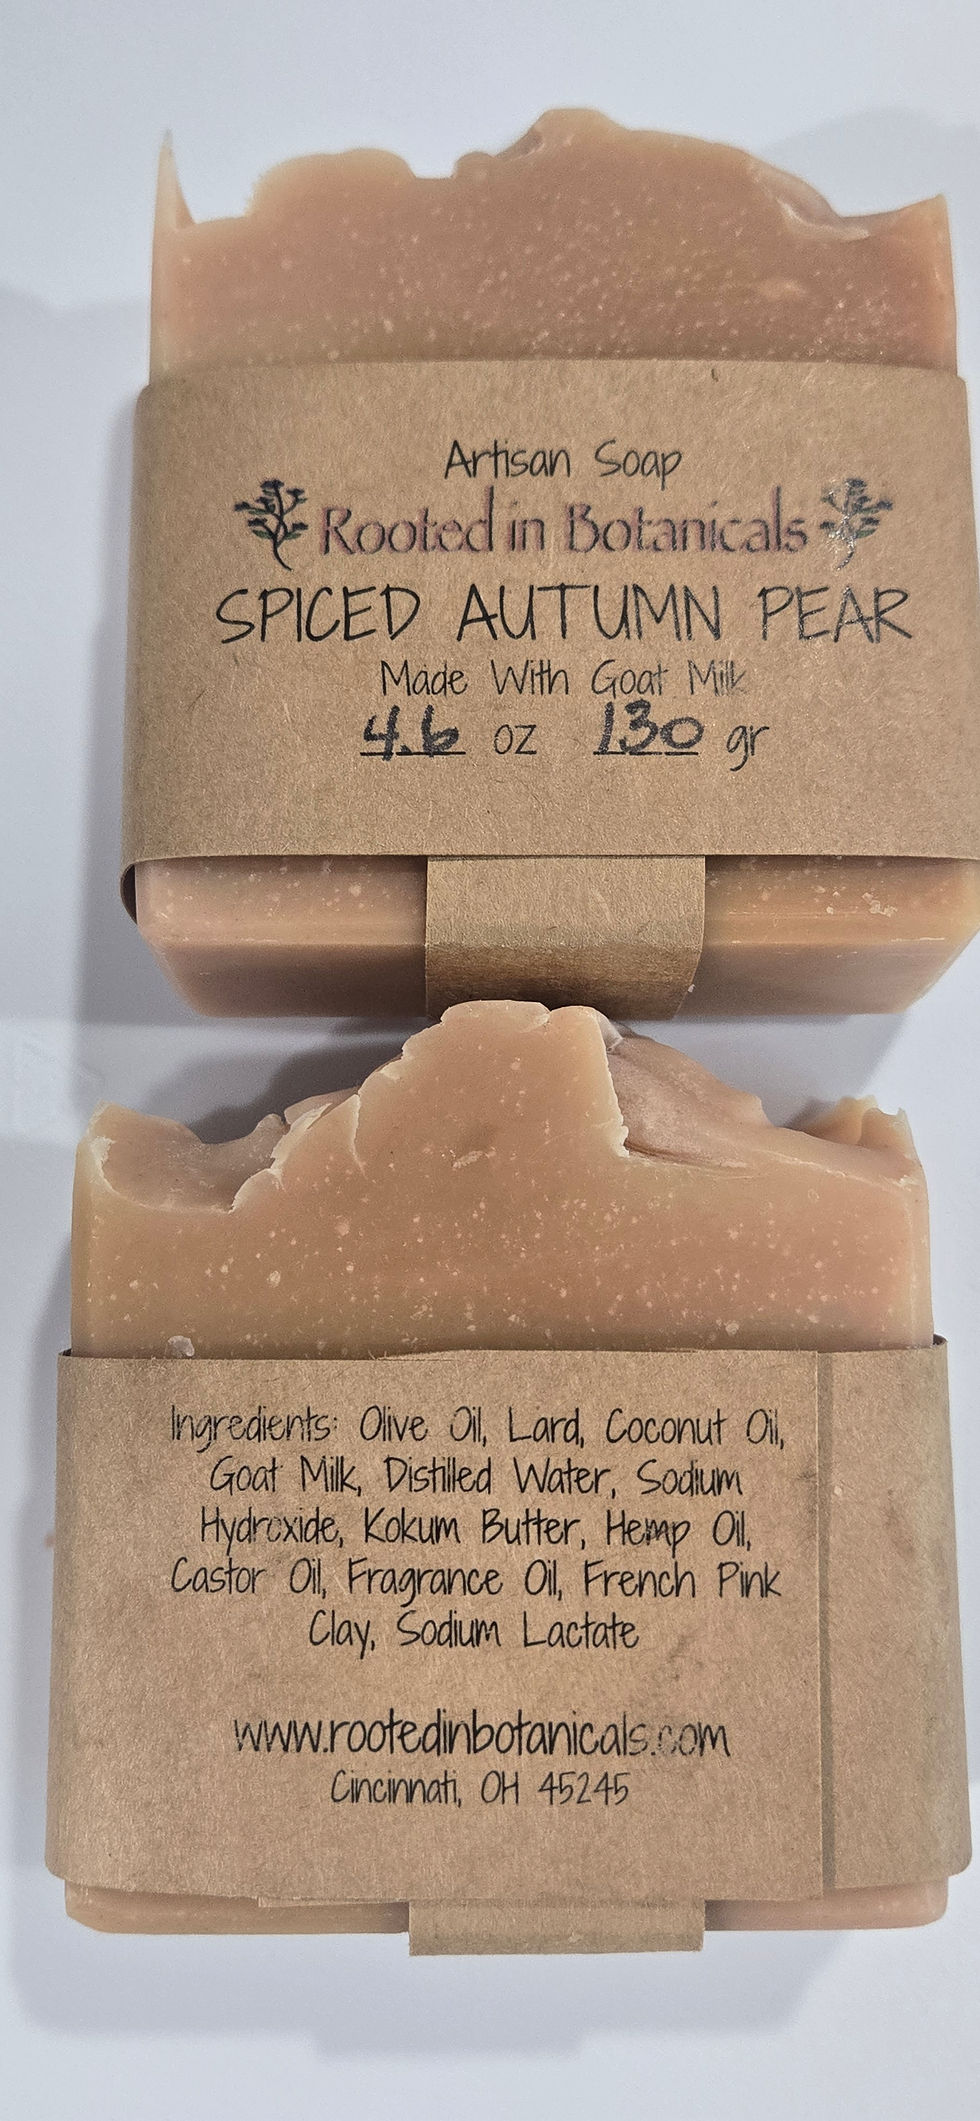 Artisan Soap
Rooted in Botanicals
SPICED AUTUMN PEAR
Made With Goat Milk
4.6 oz 130 gr
Ingredients: Olive Oil, Lard, Coconut Oil,
Goat Milk, Distilled Water, Sodium
Hydroxide, Kokum Butter, Hemp Oil,
Castor Oil, Fragrance Oil, French Pink
Clay, Sodium Lactate
www.rootedinbotanicals.com
Cincinnati, OH 45245